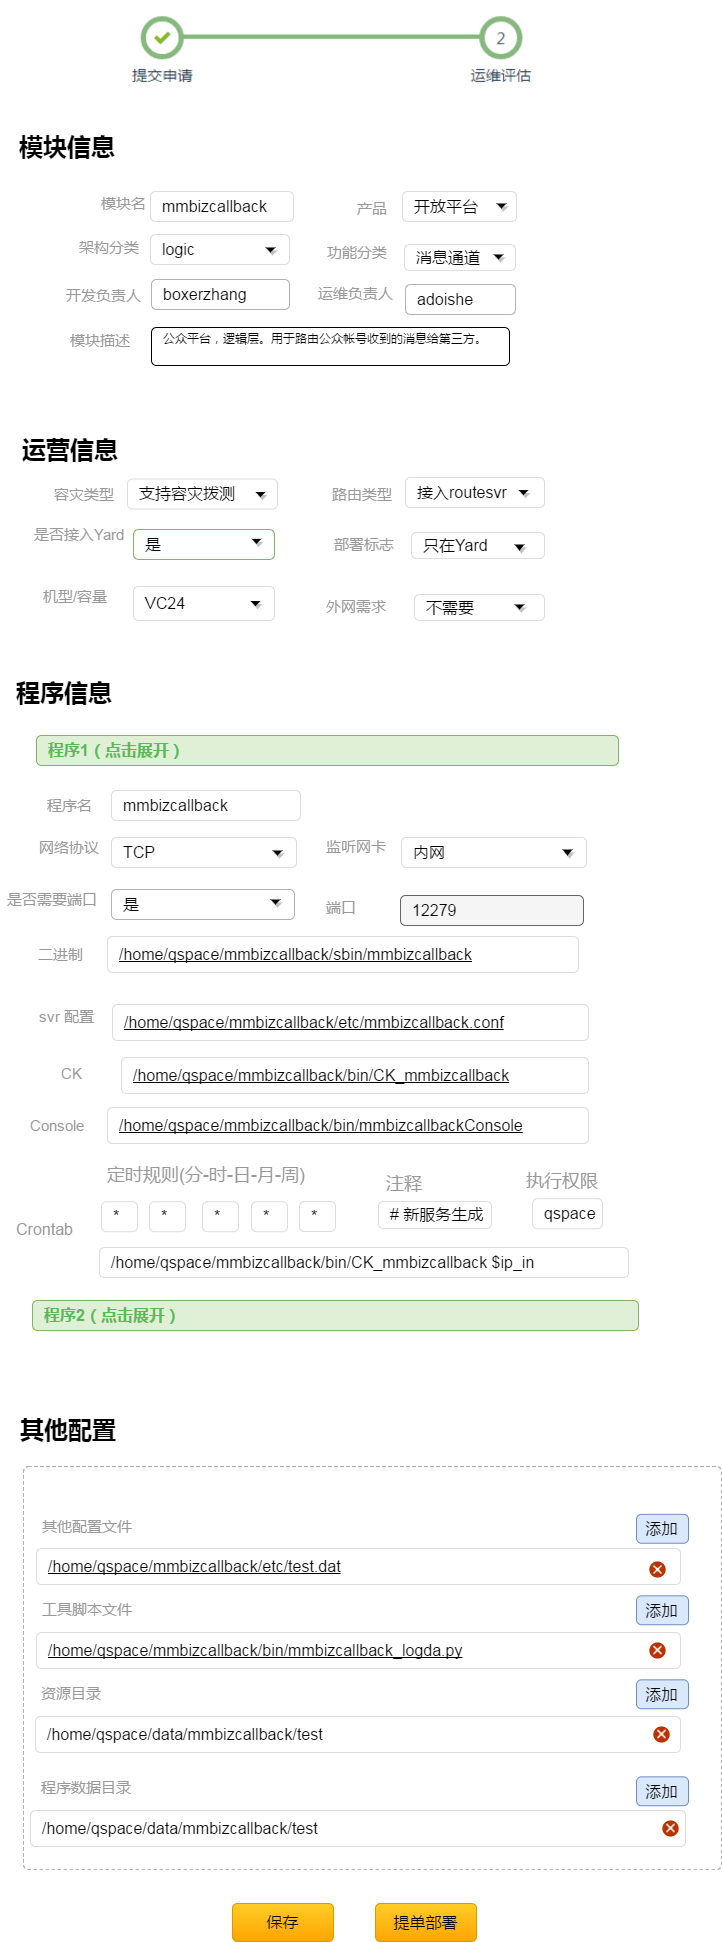 2
提交申请 运维评估
模块信息
模块名 mmbizcallback 产品 开放平台
架构分类 logic 功能分类 消息通道
开发负责人 boxerzhang 运维负责人 adoishe
模块描述 公众平台，逻辑层。用于路由公众帐号收到的消息给第三方。
运营信息
容灾类型 支持容灾拨测 路由类型 接入routesvr
是否接入Yard 是 部署标志 只在Yard
机型/容量 VC24 外网需求 不需要
程序信息
程序1（点击展开）
程序名 mmbizcallback
网络协议 TCP 监听网卡 内网
是否需要端口 是 端口 12279
二进制 /home/qspace/mmbizcallback/sbin/mmbizcallback
svr 配置 /home/qspace/mmbizcallback/etc/mmbizcallback.conf
CK /home/qspace/mmbizcallback/bin/CK_mmbizcallback
Console /home/qspace/mmbizcallback/bin/mmbizcallbackConsole
定时规则(分-时-日-月-周) 注释 执行权限
Crontab * * * * * # 新服务生成 qspace
/home/qspace/mmbizcallback/bin/CK_mmbizcallback $ip_in
程序2（点击展开）
其他配置
其他配置文件 添加
/home/qspace/mmbizcallback/etc/test.dat
工具脚本文件 添加
/home/qspace/mmbizcallback/bin/mmbizcallback_logda.py
资源目录 添加
/home/qspace/data/mmbizcallback/test
程序数据目录 添加
/home/qspace/data/mmbizcallback/test
保存 提单部署